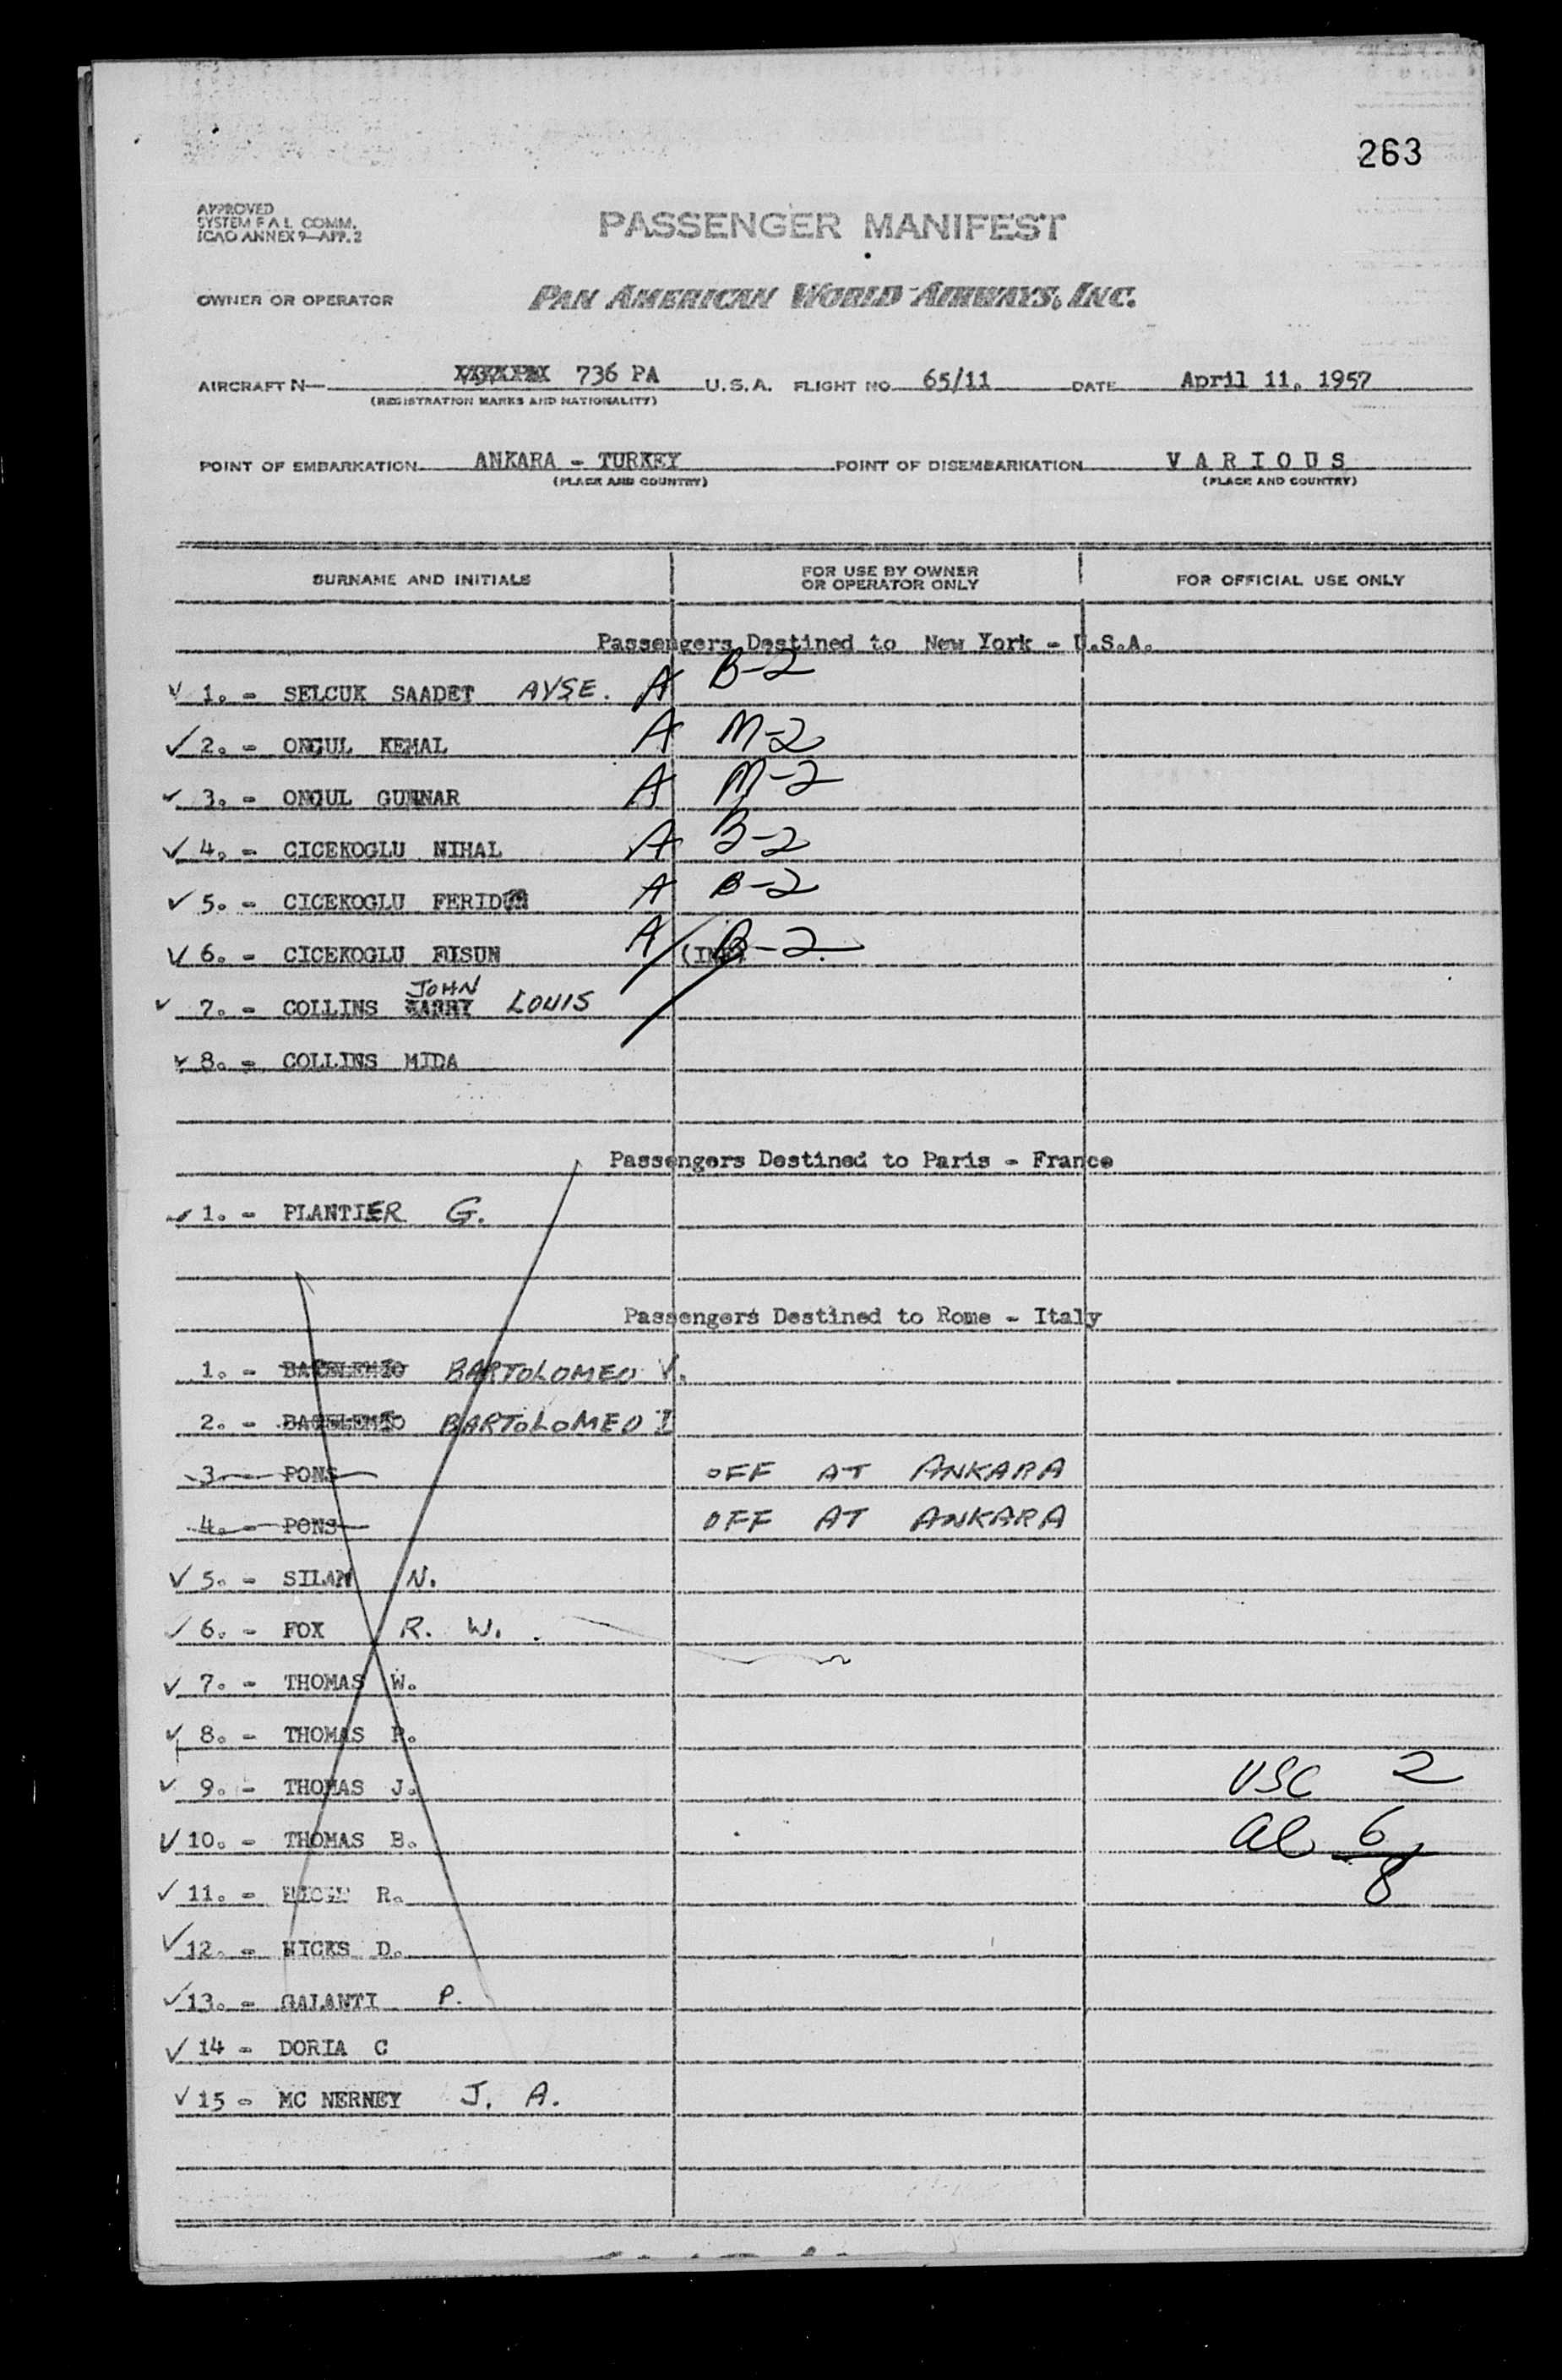 263
APPROVED
SYSTEM F A L COMM.
ICAO ANNEX 9—APP. 2
PASSENGER MANIFEST
OWNER OR OPERATOR PAN AMERICAN WORLD AIRWAYS, INC.
AIRCRAFT N— 736 PA U.S.A. FLIGHT NO. 65/11 DATE April 11, 1957
(REGISTRATION MARKS AND NATIONALITY)
POINT OF EMBARKATION ANKARA - TURKEY POINT OF DISEMBARKATION V A R I O U S
(PLACE AND COUNTRY) (PLACE AND COUNTRY)
SURNAME AND INITIALS FOR USE BY OWNER OR OPERATOR ONLY FOR OFFICIAL USE ONLY
Passengers Destined to New York - U.S.A.
✓ 1. - SELCUK SAADET AYSE. A B-2
✓ 2. - ONGUL KEMAL A M-2
✓ 3. - ONGUL GUNNAR A M-2
✓ 4. - CICEKOGLU NIHAL A B-2
✓ 5. - CICEKOGLU FERIDUN A B-2
✓ 6. - CICEKOGLU FUSUN A (INF) B-2.
✓ 7. - COLLINS JOHN LOUIS
✓ 8. - COLLINS MIDA
Passengers Destined to Paris - France
✓ 1. - PLANTIER G.
Passengers Destined to Rome - Italy
1. - BARTOLOMEO V.
2. - BARTOLOMEO I
3 - PONS OFF AT ANKARA
4. - PONS OFF AT ANKARA
✓ 5. - SILAN N.
✓ 6. - FOX R. W.
✓ 7. - THOMAS W.
✓ 8. - THOMAS R.
✓ 9. - THOMAS J. USC 2
✓ 10. - THOMAS B. al 6
✓ 11. - R. 8
✓ 12. - HICKS D.
✓ 13. - GALANTI P.
✓ 14 - DORIA C
✓ 15 - MC NERNEY J. A.